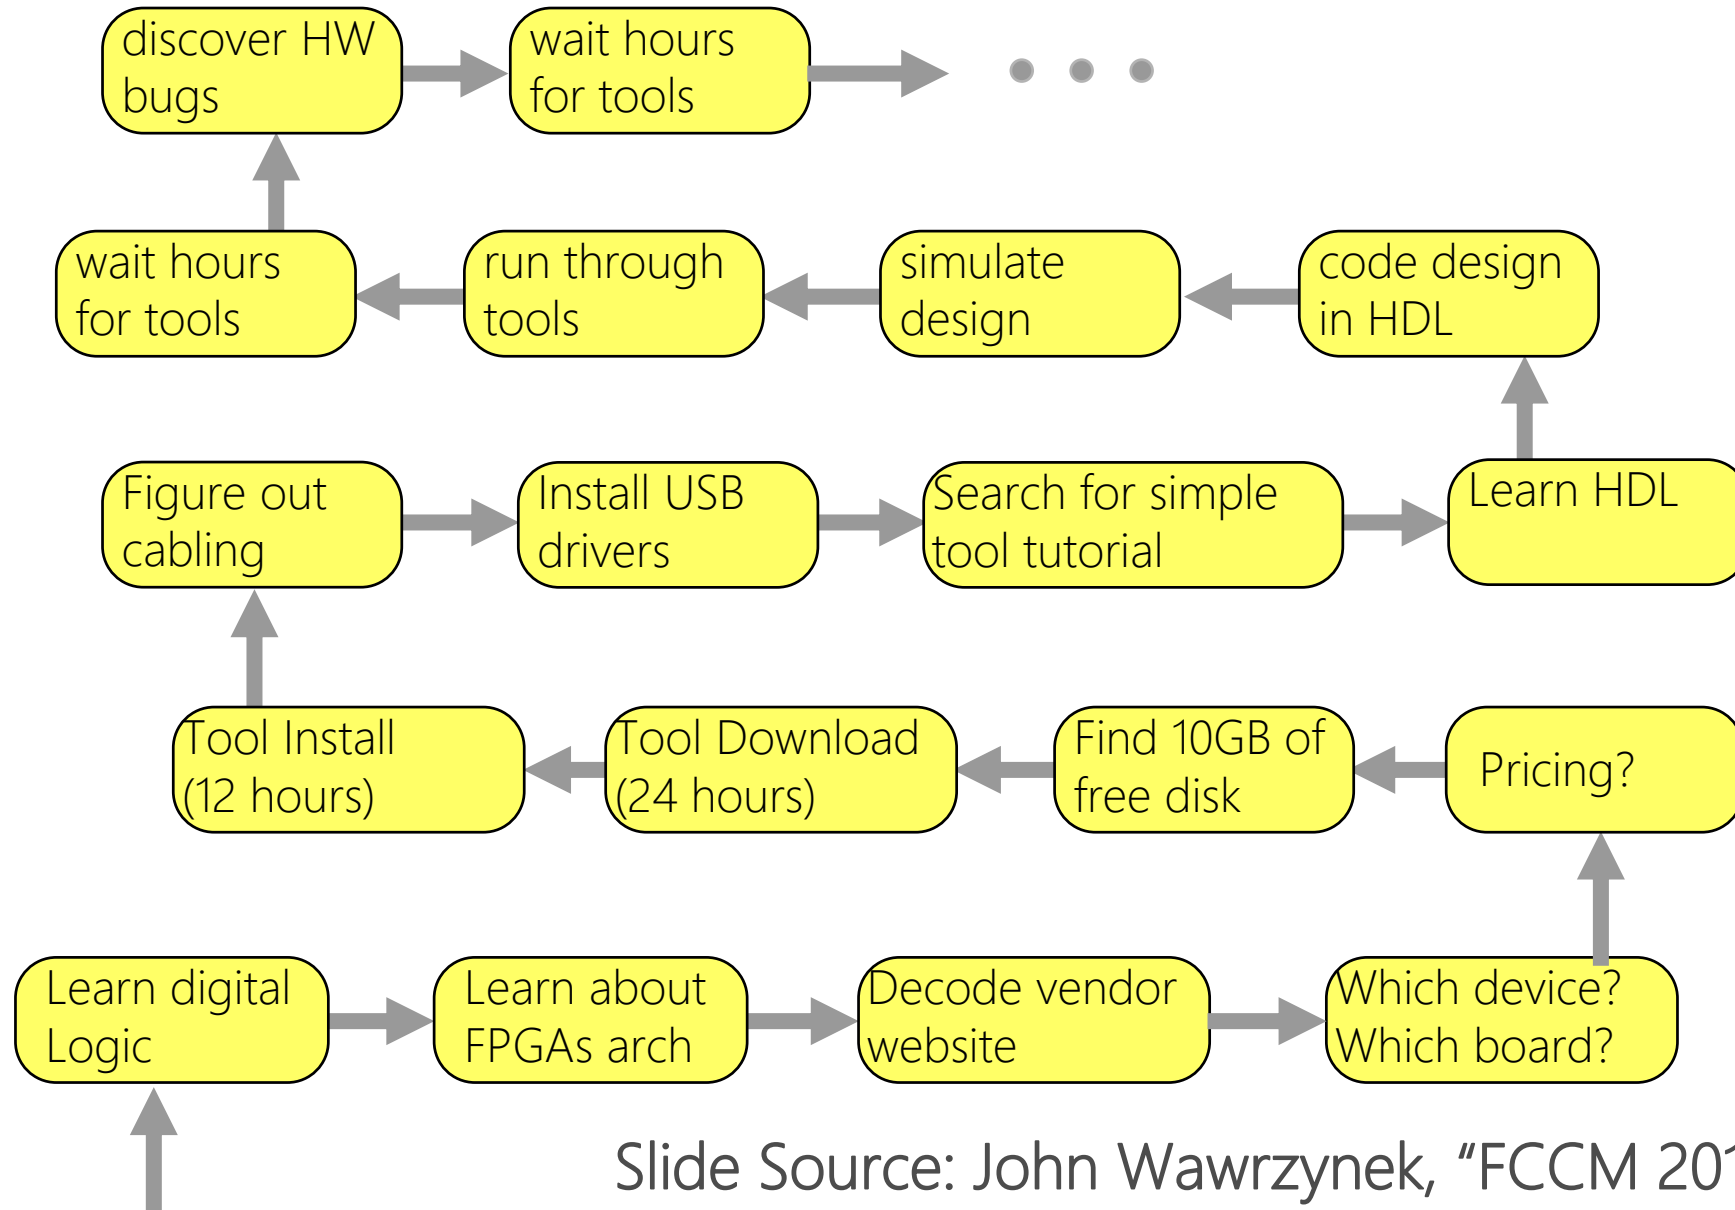 discover HW
bugs
wait hours
for tools
wait hours
for tools
run through
tools
simulate
design
code design
in HDL
Figure out
cabling
Install USB
drivers
Search for simple
tool tutorial
Learn HDL
Tool Install
(12 hours)
Tool Download
(24 hours)
Find 10GB of
free disk
Pricing?
Learn digital
Logic
Learn about
FPGAs arch
Decode vendor
website
Which device?
Which board?
Slide Source: John Wawrzynek, “FCCM